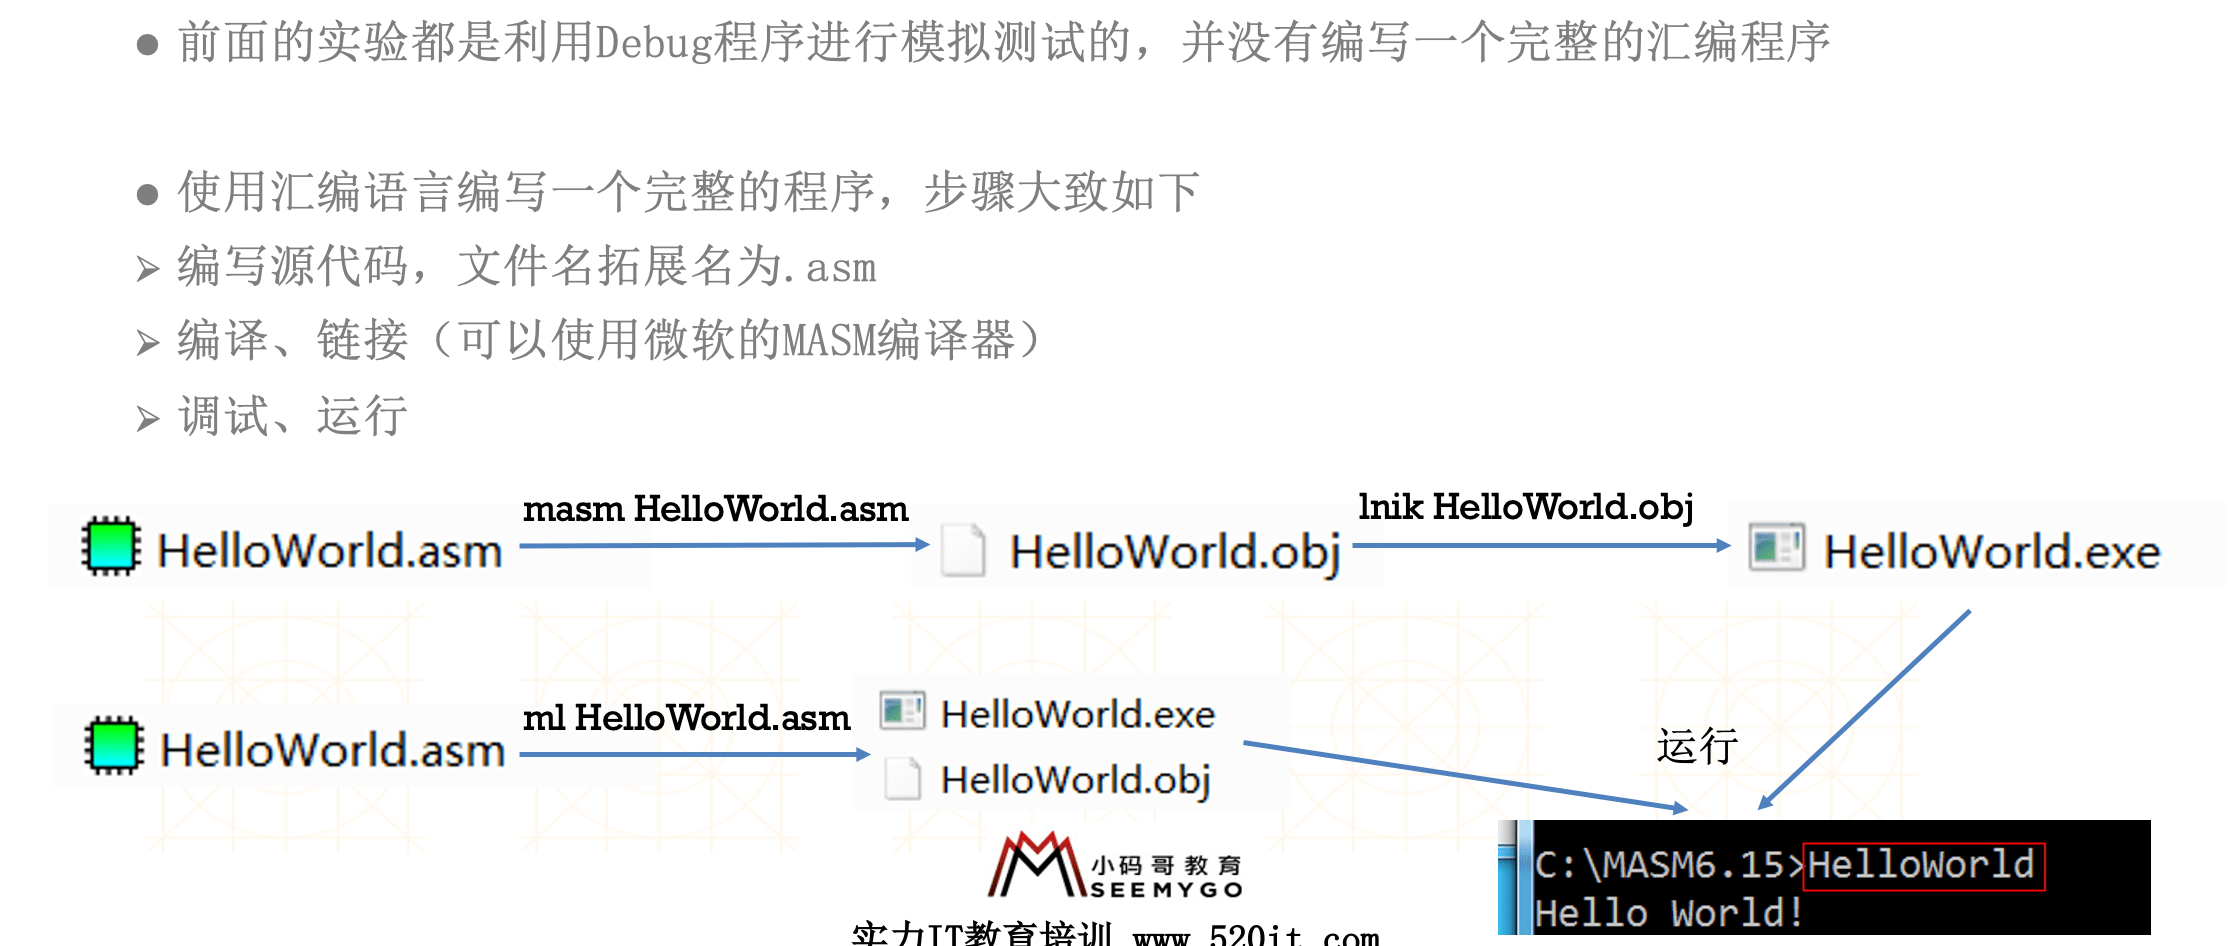 ● 前面的实验都是利用Debug程序进行模拟测试的，并没有编写一个完整的汇编程序
● 使用汇编语言编写一个完整的程序，步骤大致如下
➢ 编写源代码，文件名拓展名为.asm
➢ 编译、链接（可以使用微软的MASM编译器）
➢ 调试、运行
masm HelloWorld.asm
lnik HelloWorld.obj
HelloWorld.asm
HelloWorld.obj
HelloWorld.exe
ml HelloWorld.asm
HelloWorld.asm
HelloWorld.exe
HelloWorld.obj
运行
小码哥教育
SEEMYGO
C:\MASM6.15>HelloWorld
Hello World!
实力IT教育培训 www.520it.com